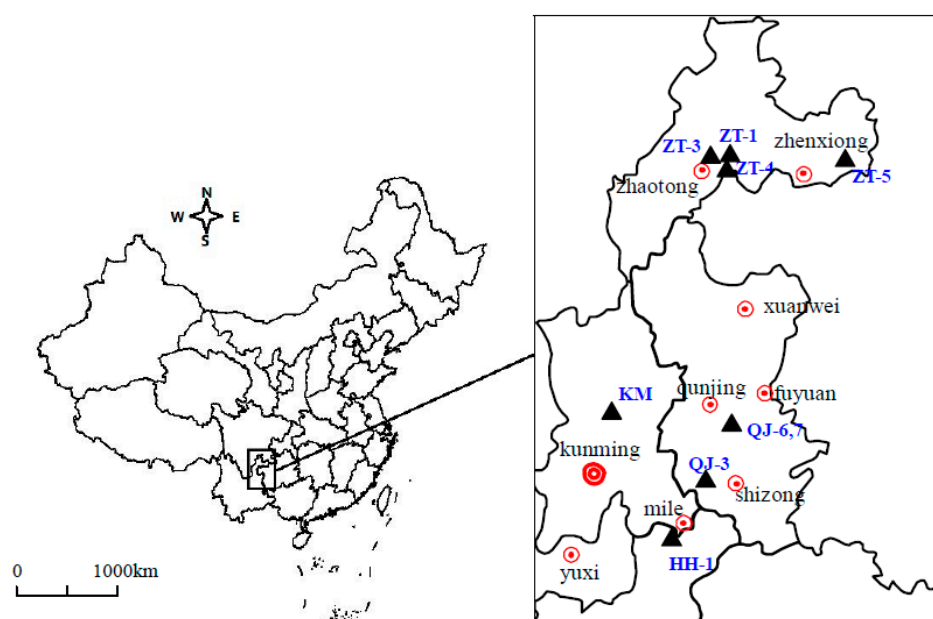 N
W E
S
0 1000km
ZT-3 ZT-1 zhenxiong
zhaotong ZT-4 ZT-5
xuanwei
KM qunjing fuyuan
kunming QJ-6,7
QJ-3
shizong
mile
yuxi HH-1